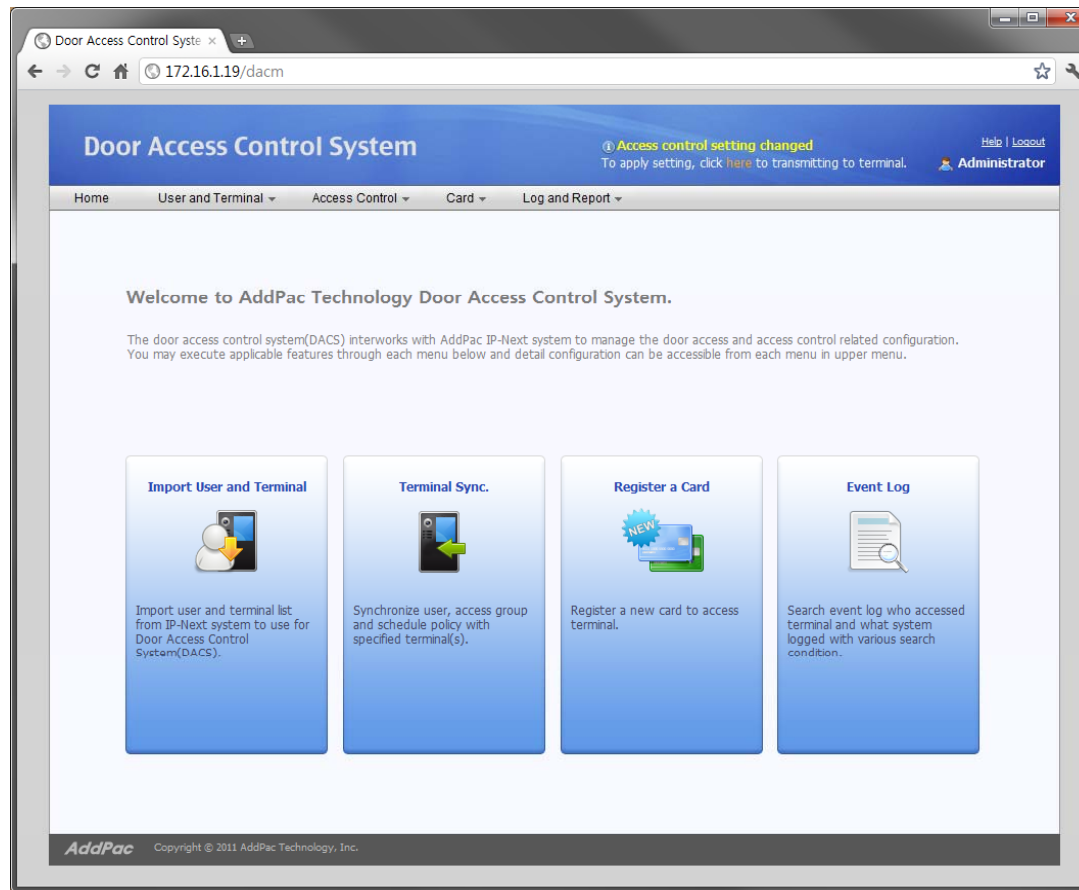 Door Access Control Syste
172.16.1.19/dacm
Door Access Control System
Access control setting changed
To apply setting, click here to transmitting to terminal.
Help | Logout
Administrator
Home
User and Terminal
Access Control
Card
Log and Report
Welcome to AddPac Technology Door Access Control System.
The door access control system(DACS) interworks with AddPac IP-Next system to manage the door access and access control related configuration.
You may execute applicable features through each menu below and detail configuration can be accessible from each menu in upper menu.
Import User and Terminal
Import user and terminal list
from IP-Next system to use for
Door Access Control
System(DACS).
Terminal Sync.
Synchronize user, access group
and schedule policy with
specified terminal(s).
Register a Card
NEW
Register a new card to access
terminal.
Event Log
Search event log who accessed
terminal and what system
logged with various search
condition.
AddPac
Copyright © 2011 AddPac Technology, Inc.